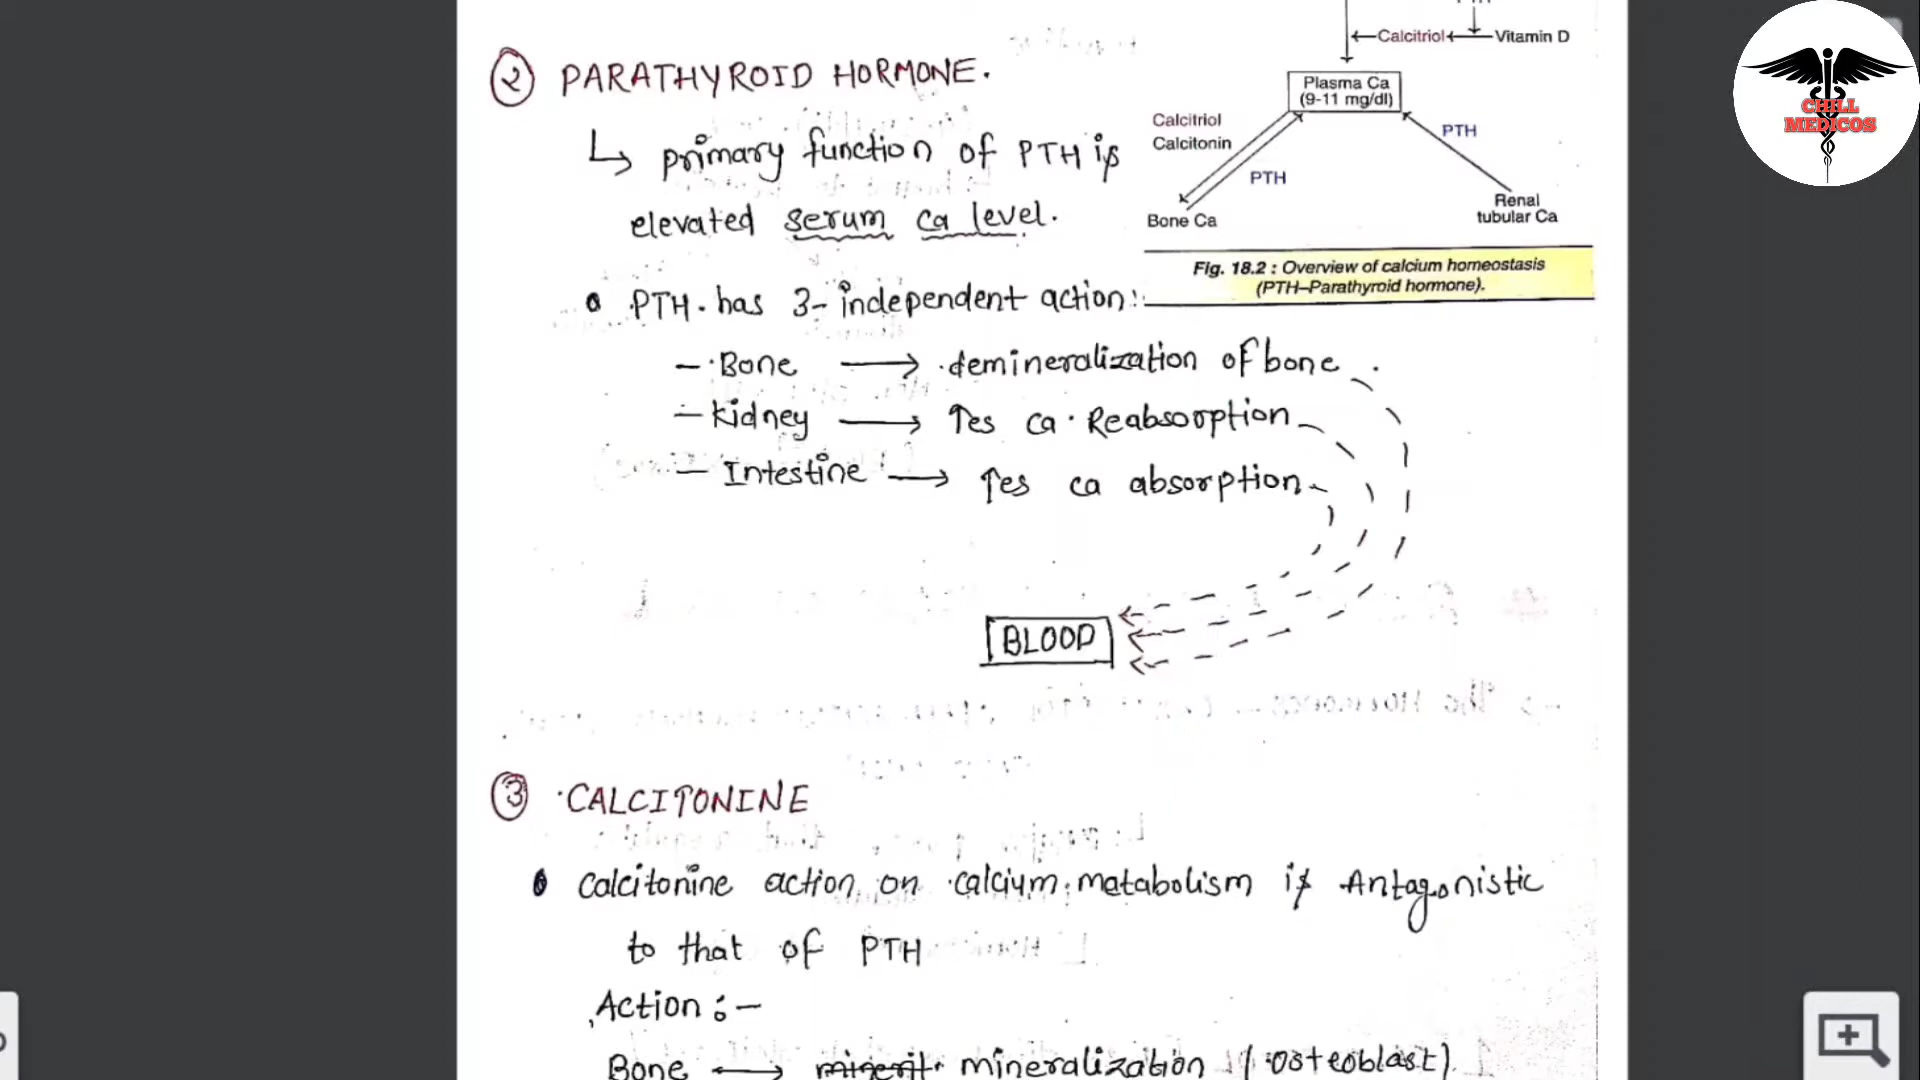 ② PARATHYROID HORMONE.
↳ primary function of PTH is
elevated serum ca level.
• PTH has 3-independent action:
- Bone → demineralization of bone
- Kidney → ↑es ca Reabsorption
- Intestine → ↑es ca absorption
BLOOD
Calcitriol Vitamin D
Plasma Ca
(9-11 mg/dl)
Calcitriol
Calcitonin
PTH
PTH
Bone Ca
Renal
tubular Ca
Fig. 18.2 : Overview of calcium homeostasis
(PTH–Parathyroid hormone).
③ CALCITONINE
• Calcitonine action on calcium metabolism is Antagonistic
to that of PTH
Action :-
Bone → mineralization (osteoblast)
CHILL
MEDICOS